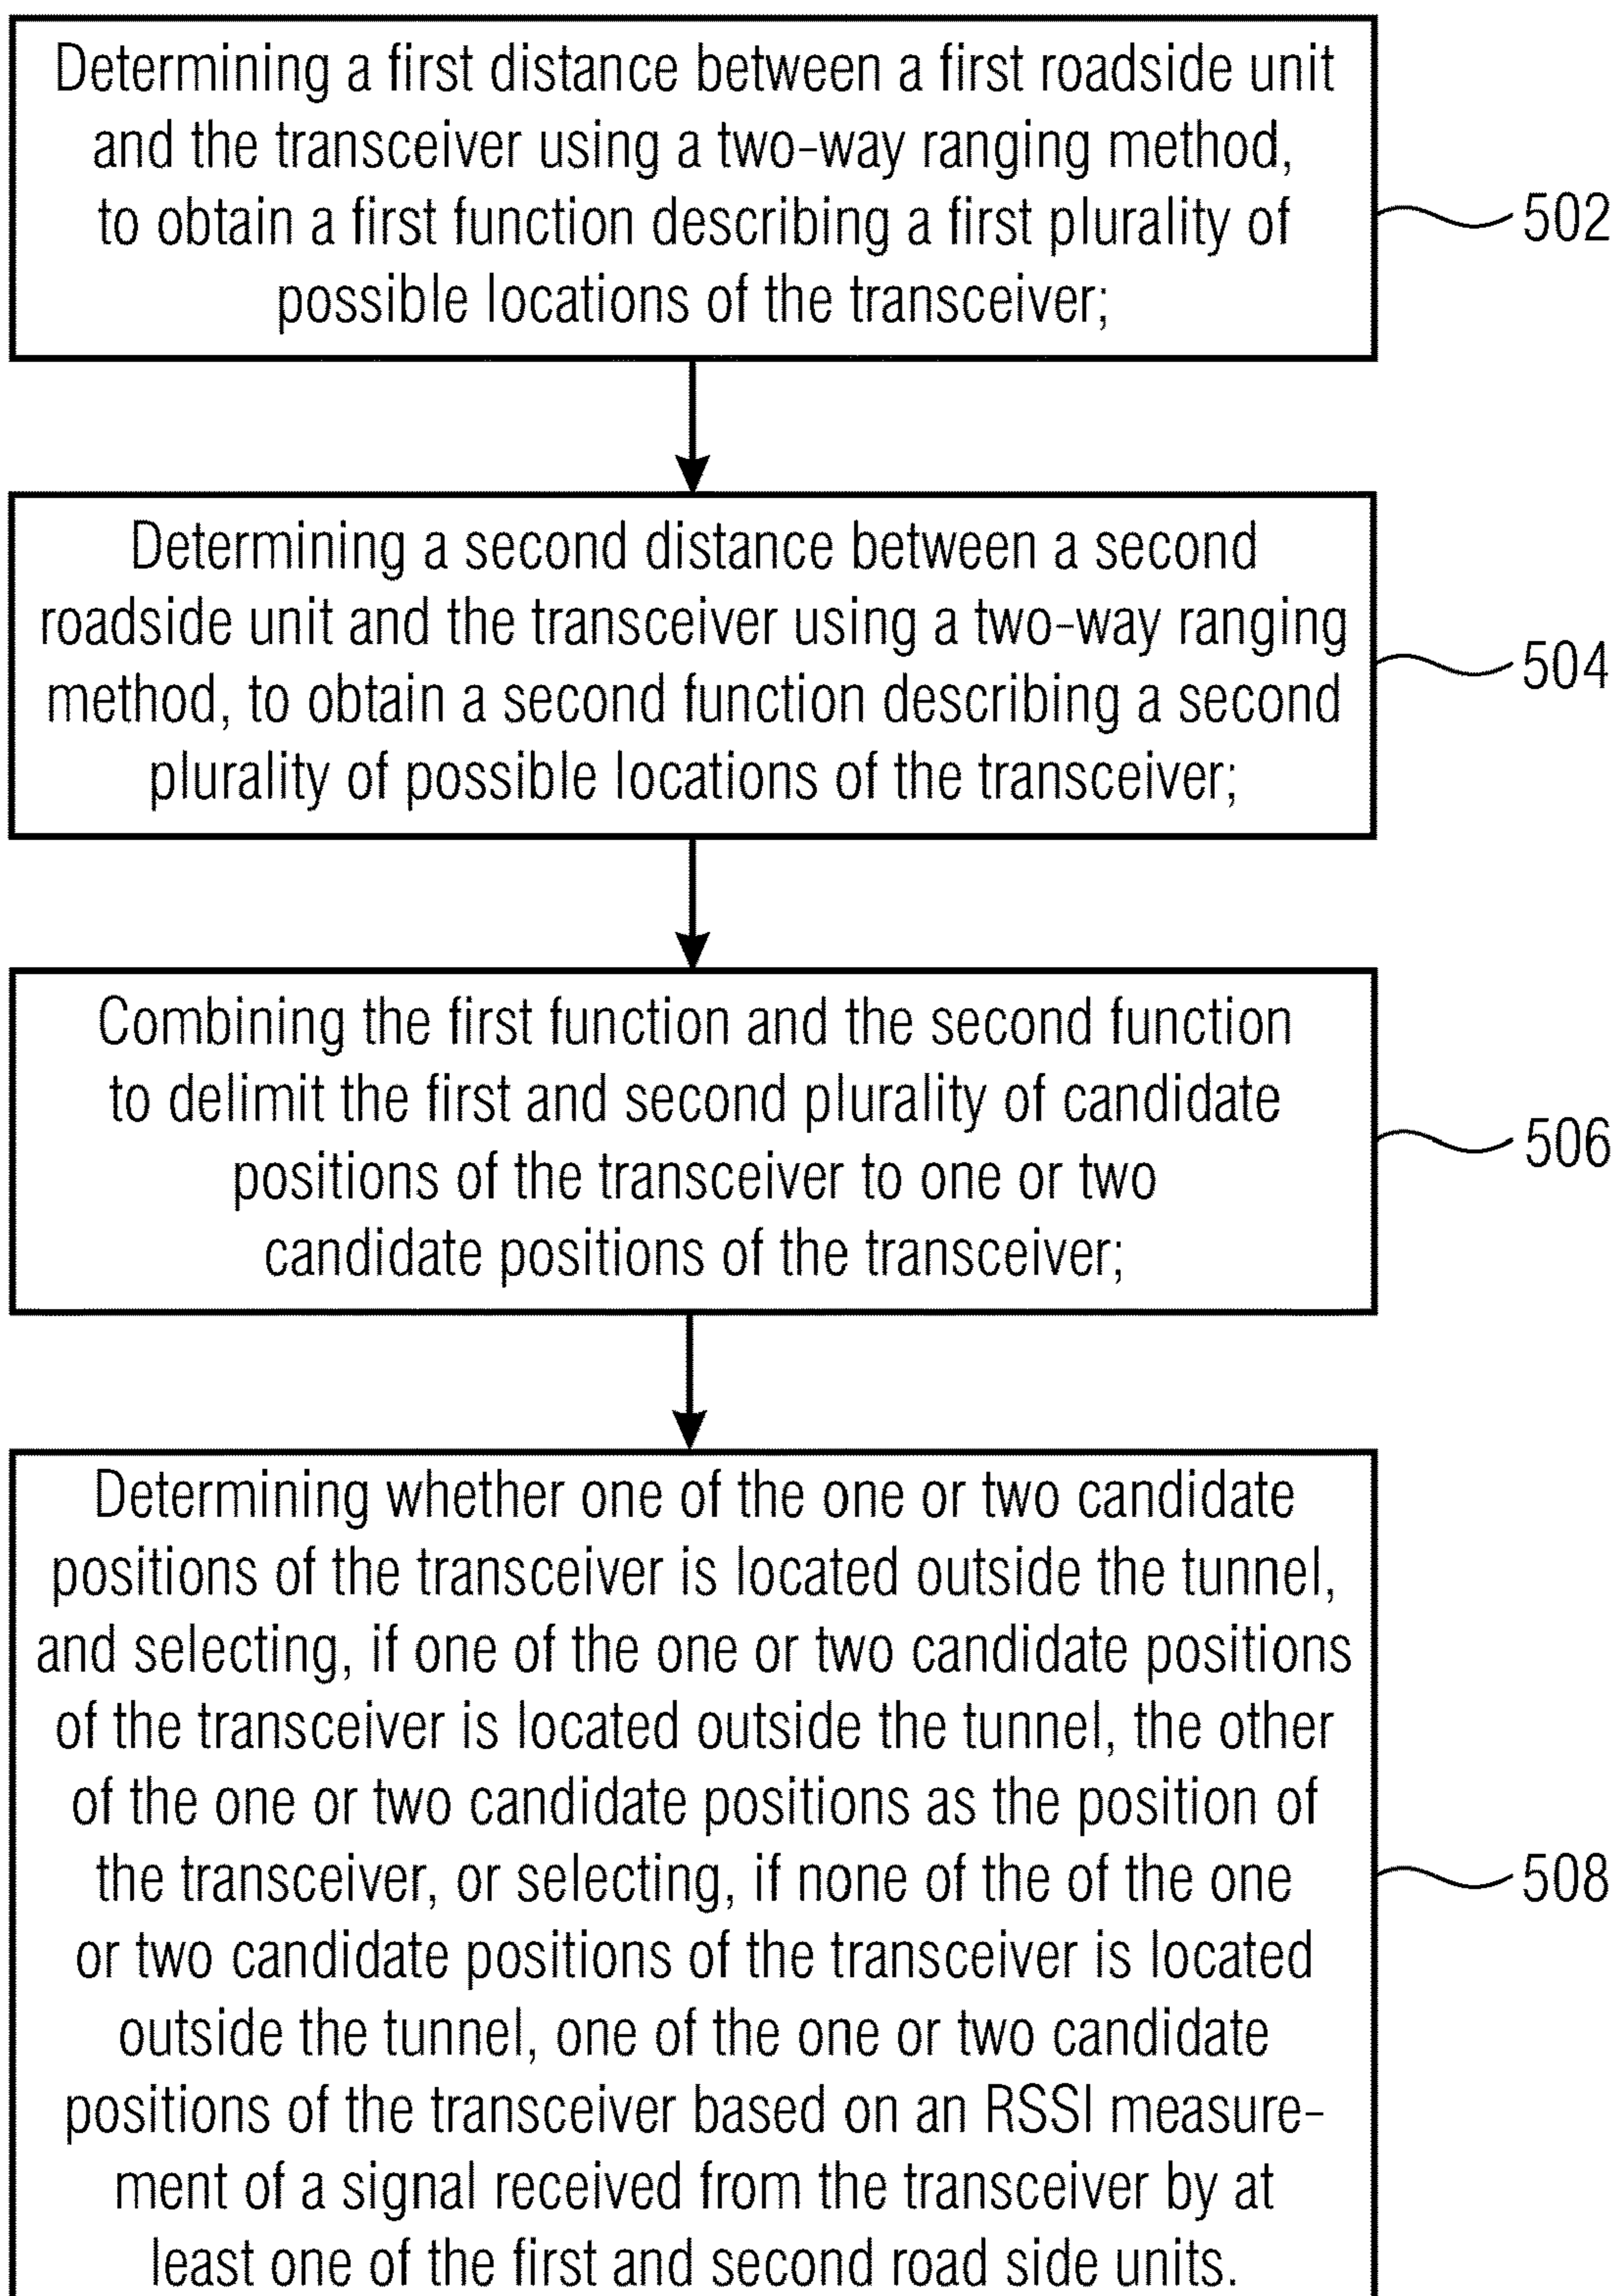 Determining a first distance between a first roadside unit
and the transceiver using a two-way ranging method,
to obtain a first function describing a first plurality of
possible locations of the transceiver;
502
Determining a second distance between a second
roadside unit and the transceiver using a two-way ranging
method, to obtain a second function describing a second
plurality of possible locations of the transceiver;
504
Combining the first function and the second function
to delimit the first and second plurality of candidate
positions of the transceiver to one or two
candidate positions of the transceiver;
506
Determining whether one of the one or two candidate
positions of the transceiver is located outside the tunnel,
and selecting, if one of the one or two candidate positions
of the transceiver is located outside the tunnel, the other
of the one or two candidate positions as the position of
the transceiver, or selecting, if none of the of the one
or two candidate positions of the transceiver is located
outside the tunnel, one of the one or two candidate
positions of the transceiver based on an RSSI measure-
ment of a signal received from the transceiver by at
least one of the first and second road side units.
508